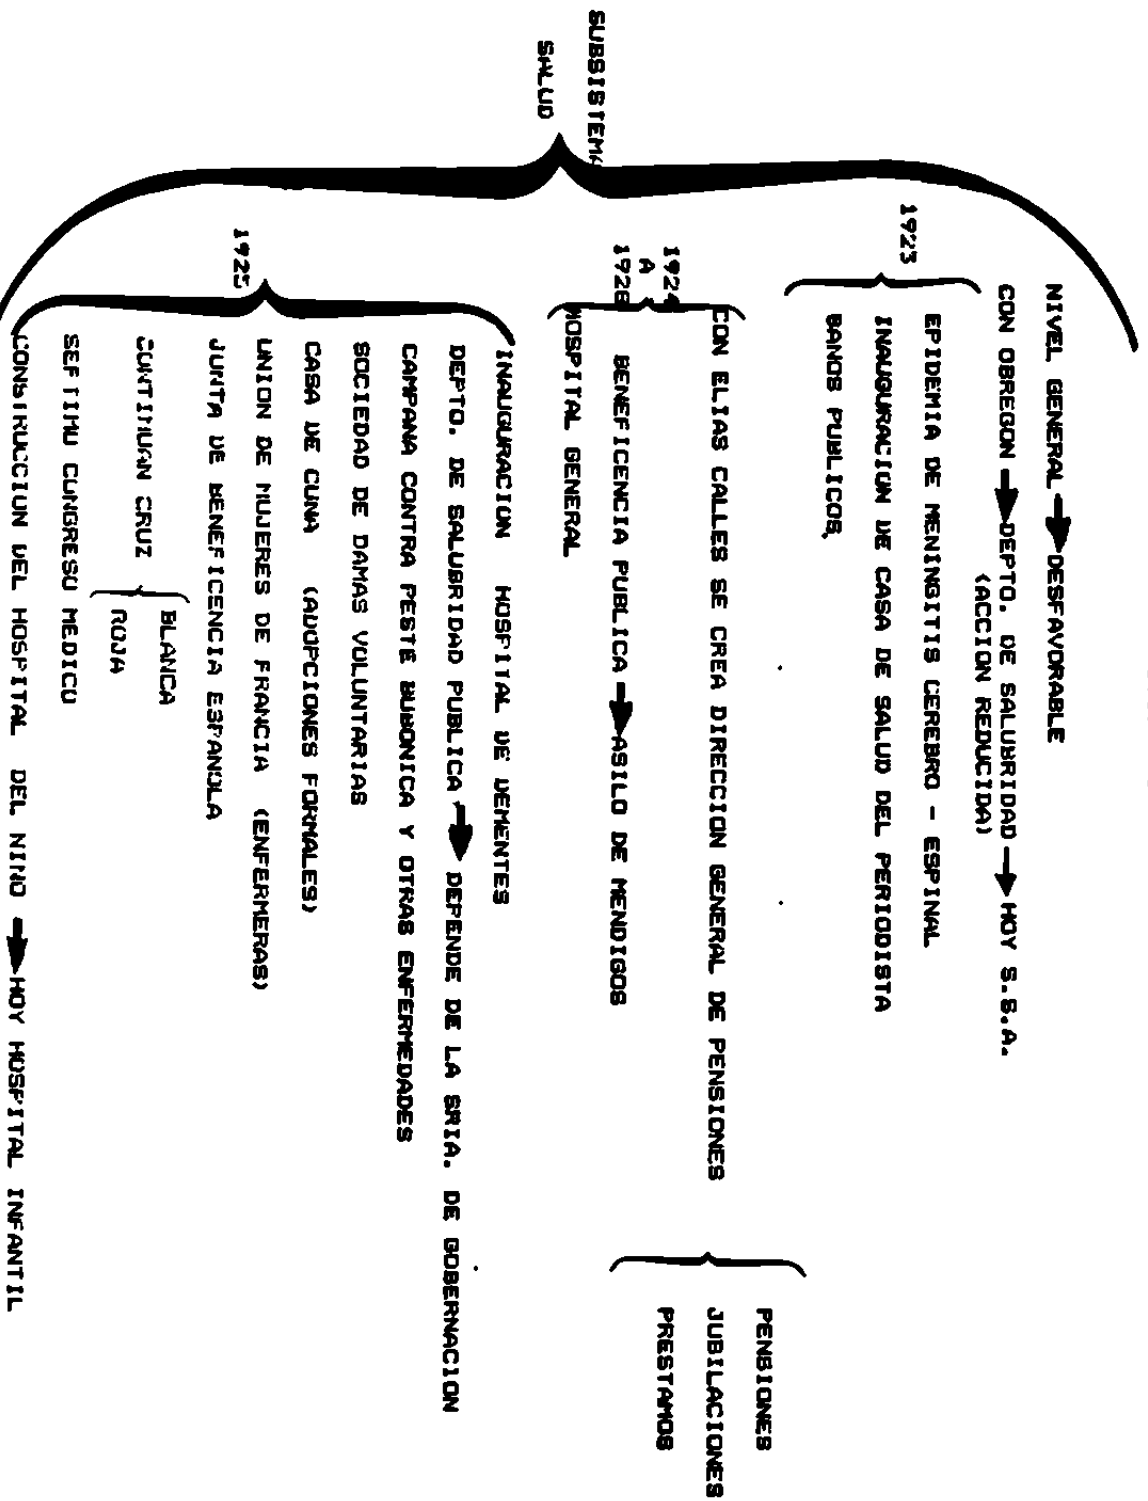 SUBSISTEMA
SALUD
NIVEL GENERAL → DESFAVORABLE
CON OBREGON → DEPTO. DE SALUBRIDAD → HOY S.S.A.
(ACCION REDUCIDA)
1923
EPIDEMIA DE MENINGITIS CEREBRO - ESPINAL
INAUGURACION DE CASA DE SALUD DEL PERIODISTA
BANOS PUBLICOS.
1924
A
1928
CON ELIAS CALLES SE CREA DIRECCION GENERAL DE PENSIONES
PENSIONES
JUBILACIONES
PRESTAMOS
BENEFICENCIA PUBLICA → ASILO DE MENDIGOS
HOSPITAL GENERAL
1925
INAUGURACION HOSPITAL DE DEMENTES
DEPTO. DE SALUBRIDAD PUBLICA → DEPENDE DE LA SRIA. DE GOBERNACION
CAMPANA CONTRA PESTE BUBONICA Y OTRAS ENFERMEDADES
SOCIEDAD DE DAMAS VOLUNTARIAS
CASA DE CUNA (ADOPCIONES FORMALES)
UNION DE MUJERES DE FRANCIA (ENFERMERAS)
JUNTA DE BENEFICENCIA ESPANOLA
CONTINUAN CRUZ
BLANCA
ROJA
SEPTIMO CONGRESO MEDICO
CONSTRUCCION DEL HOSPITAL DEL NINO → HOY HOSPITAL INFANTIL